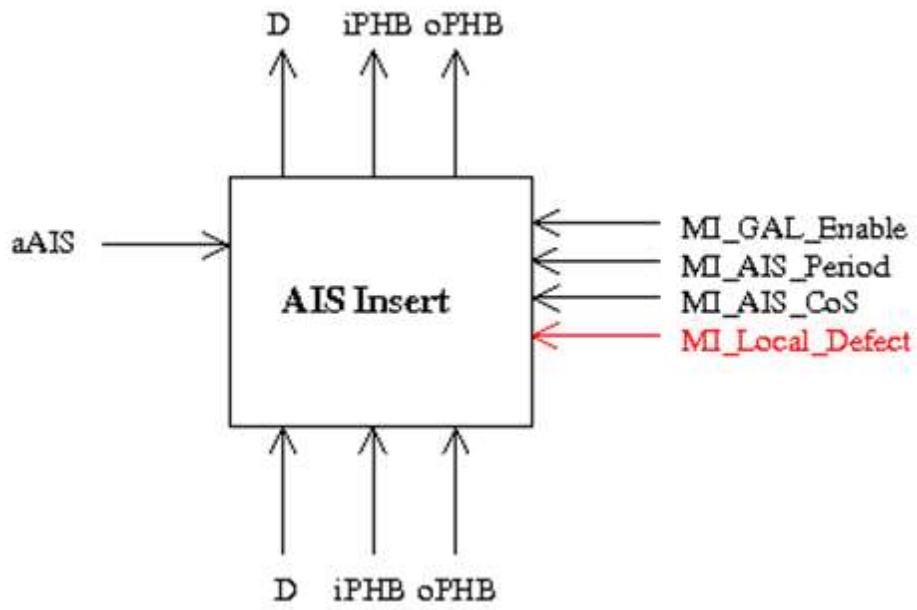 D iPHB oPHB
aAIS
AIS Insert
MI_GAL_Enable
MI_AIS_Period
MI_AIS_CoS
MI_Local_Defect
D iPHB oPHB